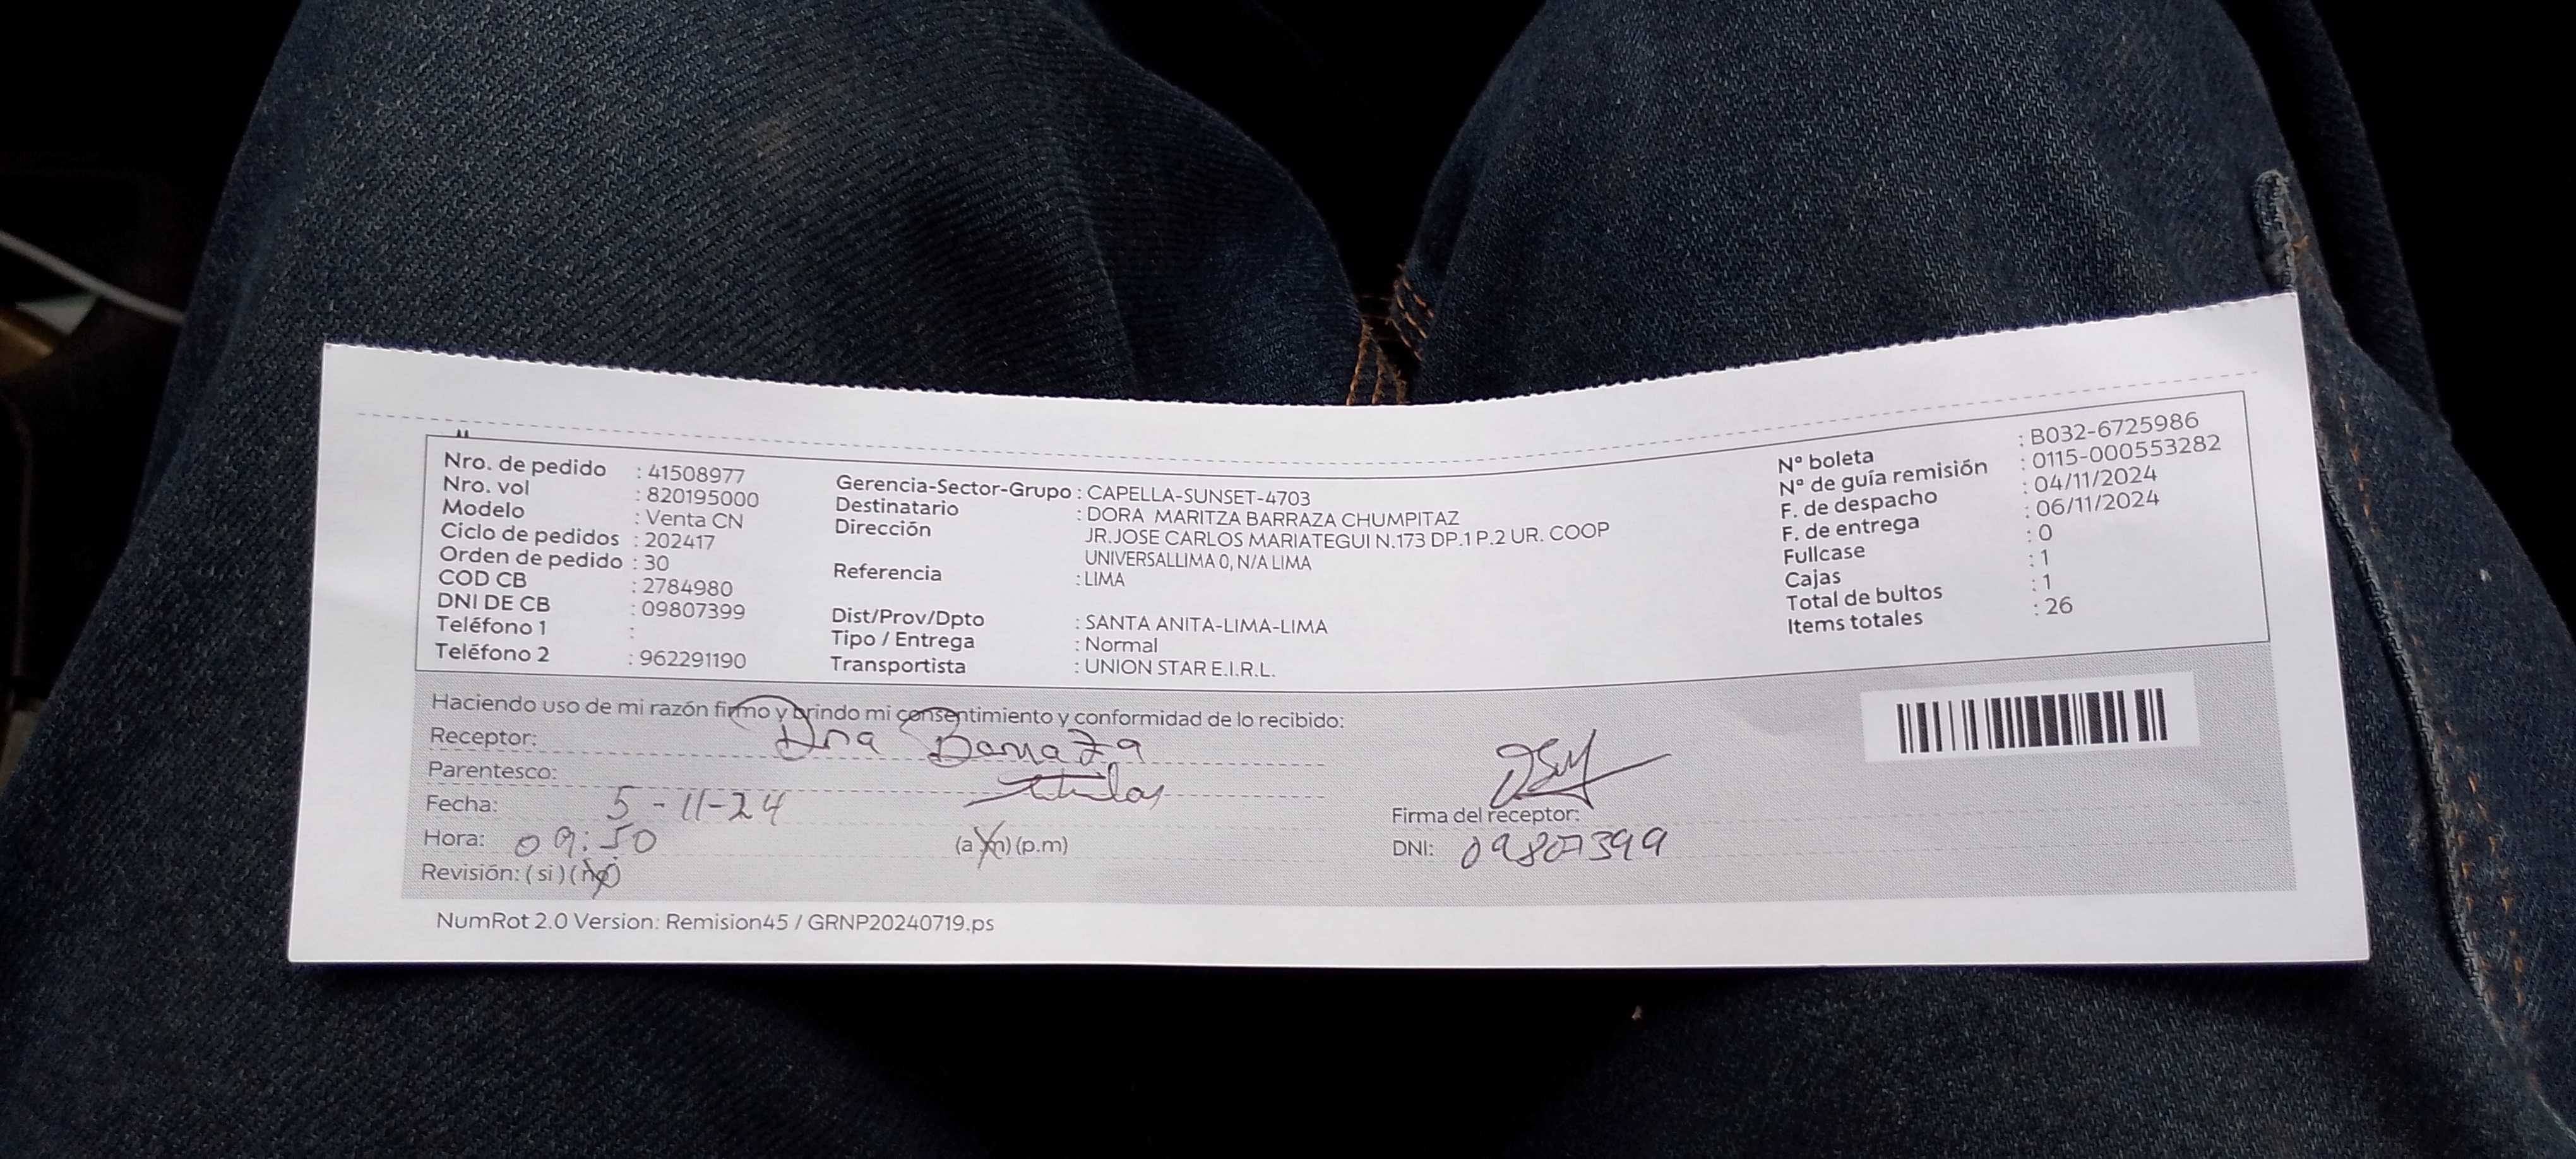 Nro. de pedido : 41508977
Nro. vol : 820195000
Modelo : Venta CN
Ciclo de pedidos : 202417
Orden de pedido : 30
COD CB : 2784980
DNI DE CB : 09807399
Teléfono 1 :
Teléfono 2 : 962291190
Gerencia-Sector-Grupo : CAPELLA-SUNSET-4703
Destinatario : DORA MARITZA BARRAZA CHUMPITAZ
Dirección JR.JOSE CARLOS MARIATEGUI N.173 DP.1 P.2 UR. COOP
UNIVERSALLIMA 0, N/A LIMA
Referencia : LIMA
Dist/Prov/Dpto : SANTA ANITA-LIMA-LIMA
Tipo / Entrega : Normal
Transportista : UNION STAR E.I.R.L.
N° boleta : B032-6725986
N° de guía remisión : 0115-000553282
F. de despacho : 04/11/2024
F. de entrega : 06/11/2024
Fullcase : 0
Cajas : 1
Total de bultos : 1
Items totales : 26
Haciendo uso de mi razón firmo y brindo mi consentimiento y conformidad de lo recibido:
Receptor: Dra Barraza
Parentesco: titular
Fecha: 5-11-24
Hora: 09:50 (a.m) (p.m)
Revisión: (si) (no)
Firma del receptor:
DNI: 09807399
NumRot 2.0 Version: Remision45 / GRNP20240719.ps